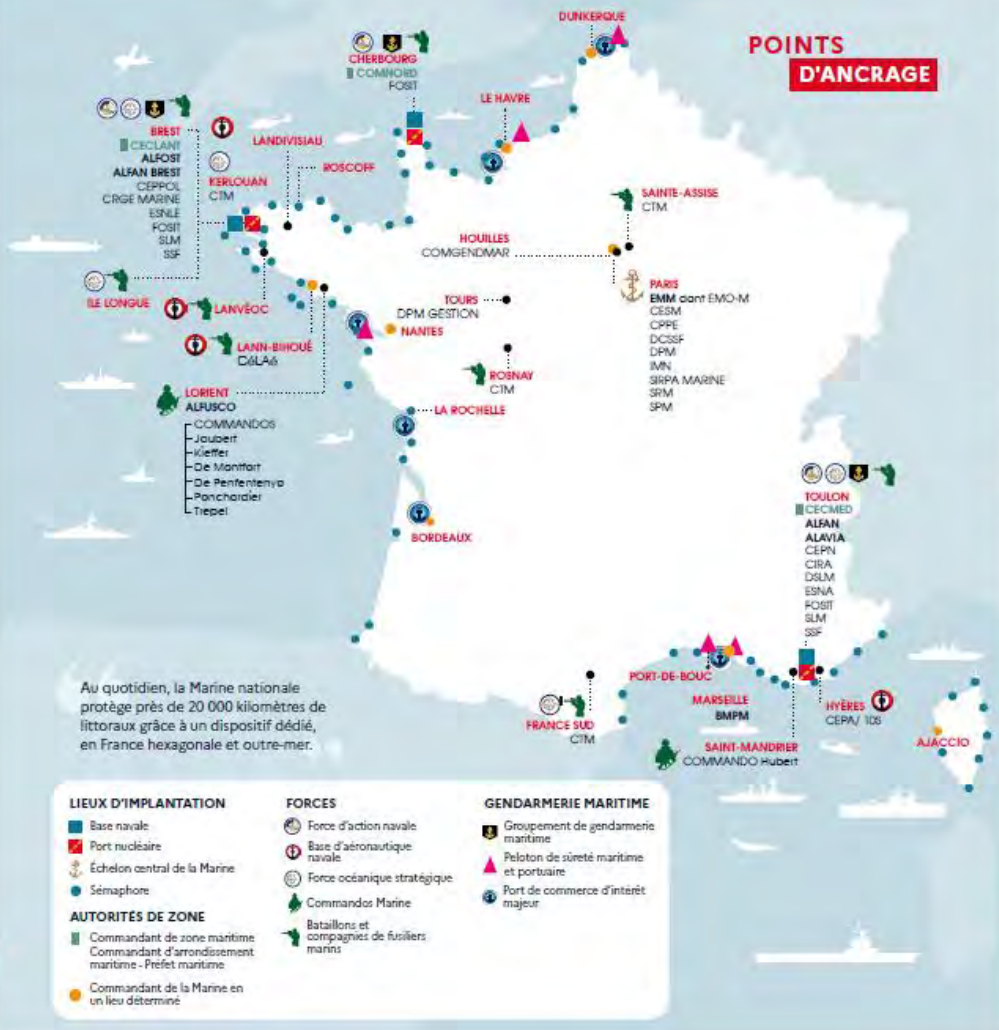 POINTS
D'ANCRAGE
DUNKERQUE
CHERBOURG
COMNORD
FOSIT
LE HAVRE
BREST
CECLANT
ALFOST
ALFAN BREST
CEPPOL
CRGE MARINE
ESNLE
FOSIT
SLM
SSF
LANDIVISIAU
KERLOUAN
CTM
ROSCOFF
SAINTE-ASSISE
CTM
HOUILLES
COMGENDMAR
PARIS
EMM dont EMO-M
CESM
CPPE
DCSSF
DPM
IMN
SIRPA MARINE
SRM
SPM
ILE LONGUE
LANVÉOC
TOURS
DPM GESTION
NANTES
LANN-BIHOUÉ
ROSNAY
CTM
LORIENT
ALFUSCO
COMMANDOS
Jaubert
Kieffer
De Montfort
De Penfentenyo
Ponchardier
Trepel
LA ROCHELLE
BORDEAUX
TOULON
CECMED
ALFAN
ALAVIA
CEPN
CIRA
DSLM
ESNA
FOSIT
SLM
SSF
PORT-DE-BOUC
MARSEILLE
BMPM
HYÈRES
CEPA/ 10S
FRANCE SUD
CTM
SAINT-MANDRIER
COMMANDO Hubert
AJACCIO
Au quotidien, la Marine nationale
protège près de 20 000 kilomètres de
littoraux grâce à un dispositif dédié,
en France hexagonale et outre-mer.
LIEUX D'IMPLANTATION
Base navale
Port nucléaire
Échelon central de la Marine
Sémaphore
AUTORITÉS DE ZONE
Commandant de zone maritime
Commandant d'arrondissement
maritime - Préfet maritime
Commandant de la Marine en
un lieu déterminé
FORCES
Force d'action navale
Base d'aéronautique
navale
Force océanique stratégique
Commandos Marine
Bataillons et
compagnies de fusiliers
marins
GENDARMERIE MARITIME
Groupement de gendarmerie
maritime
Peloton de sûreté maritime
et portuaire
Port de commerce d'intérêt
majeur